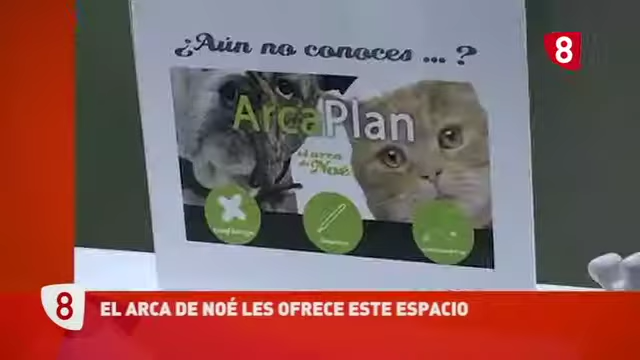 ¿Aún no conoces ... ?
8
ArcaPlan
el arca
de Noé
8 EL ARCA DE NOÉ LES OFRECE ESTE ESPACIO